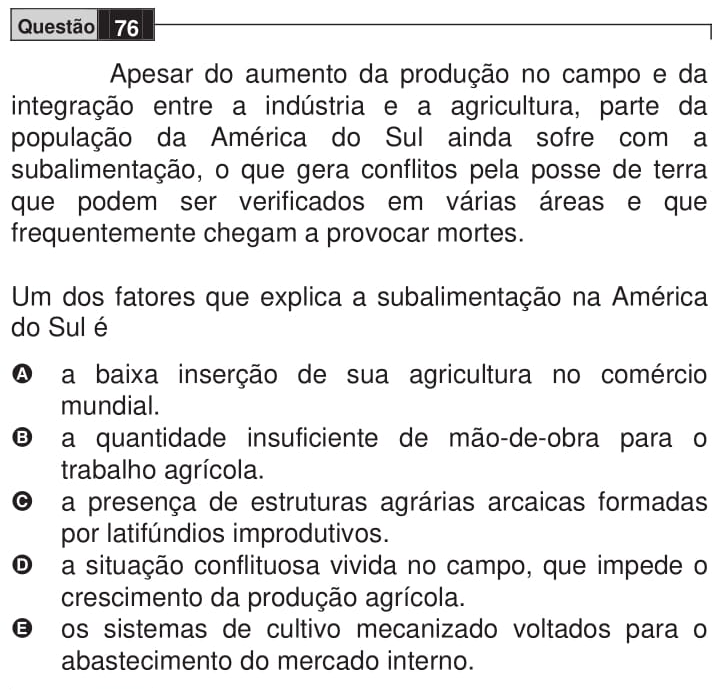 Questão 76
Apesar do aumento da produção no campo e da
integração entre a indústria e a agricultura, parte da
população da América do Sul ainda sofre com a
subalimentação, o que gera conflitos pela posse de terra
que podem ser verificados em várias áreas e que
frequentemente chegam a provocar mortes.
Um dos fatores que explica a subalimentação na América
do Sul é
A a baixa inserção de sua agricultura no comércio
mundial.
B a quantidade insuficiente de mão-de-obra para o
trabalho agrícola.
C a presença de estruturas agrárias arcaicas formadas
por latifúndios improdutivos.
D a situação conflituosa vivida no campo, que impede o
crescimento da produção agrícola.
E os sistemas de cultivo mecanizado voltados para o
abastecimento do mercado interno.